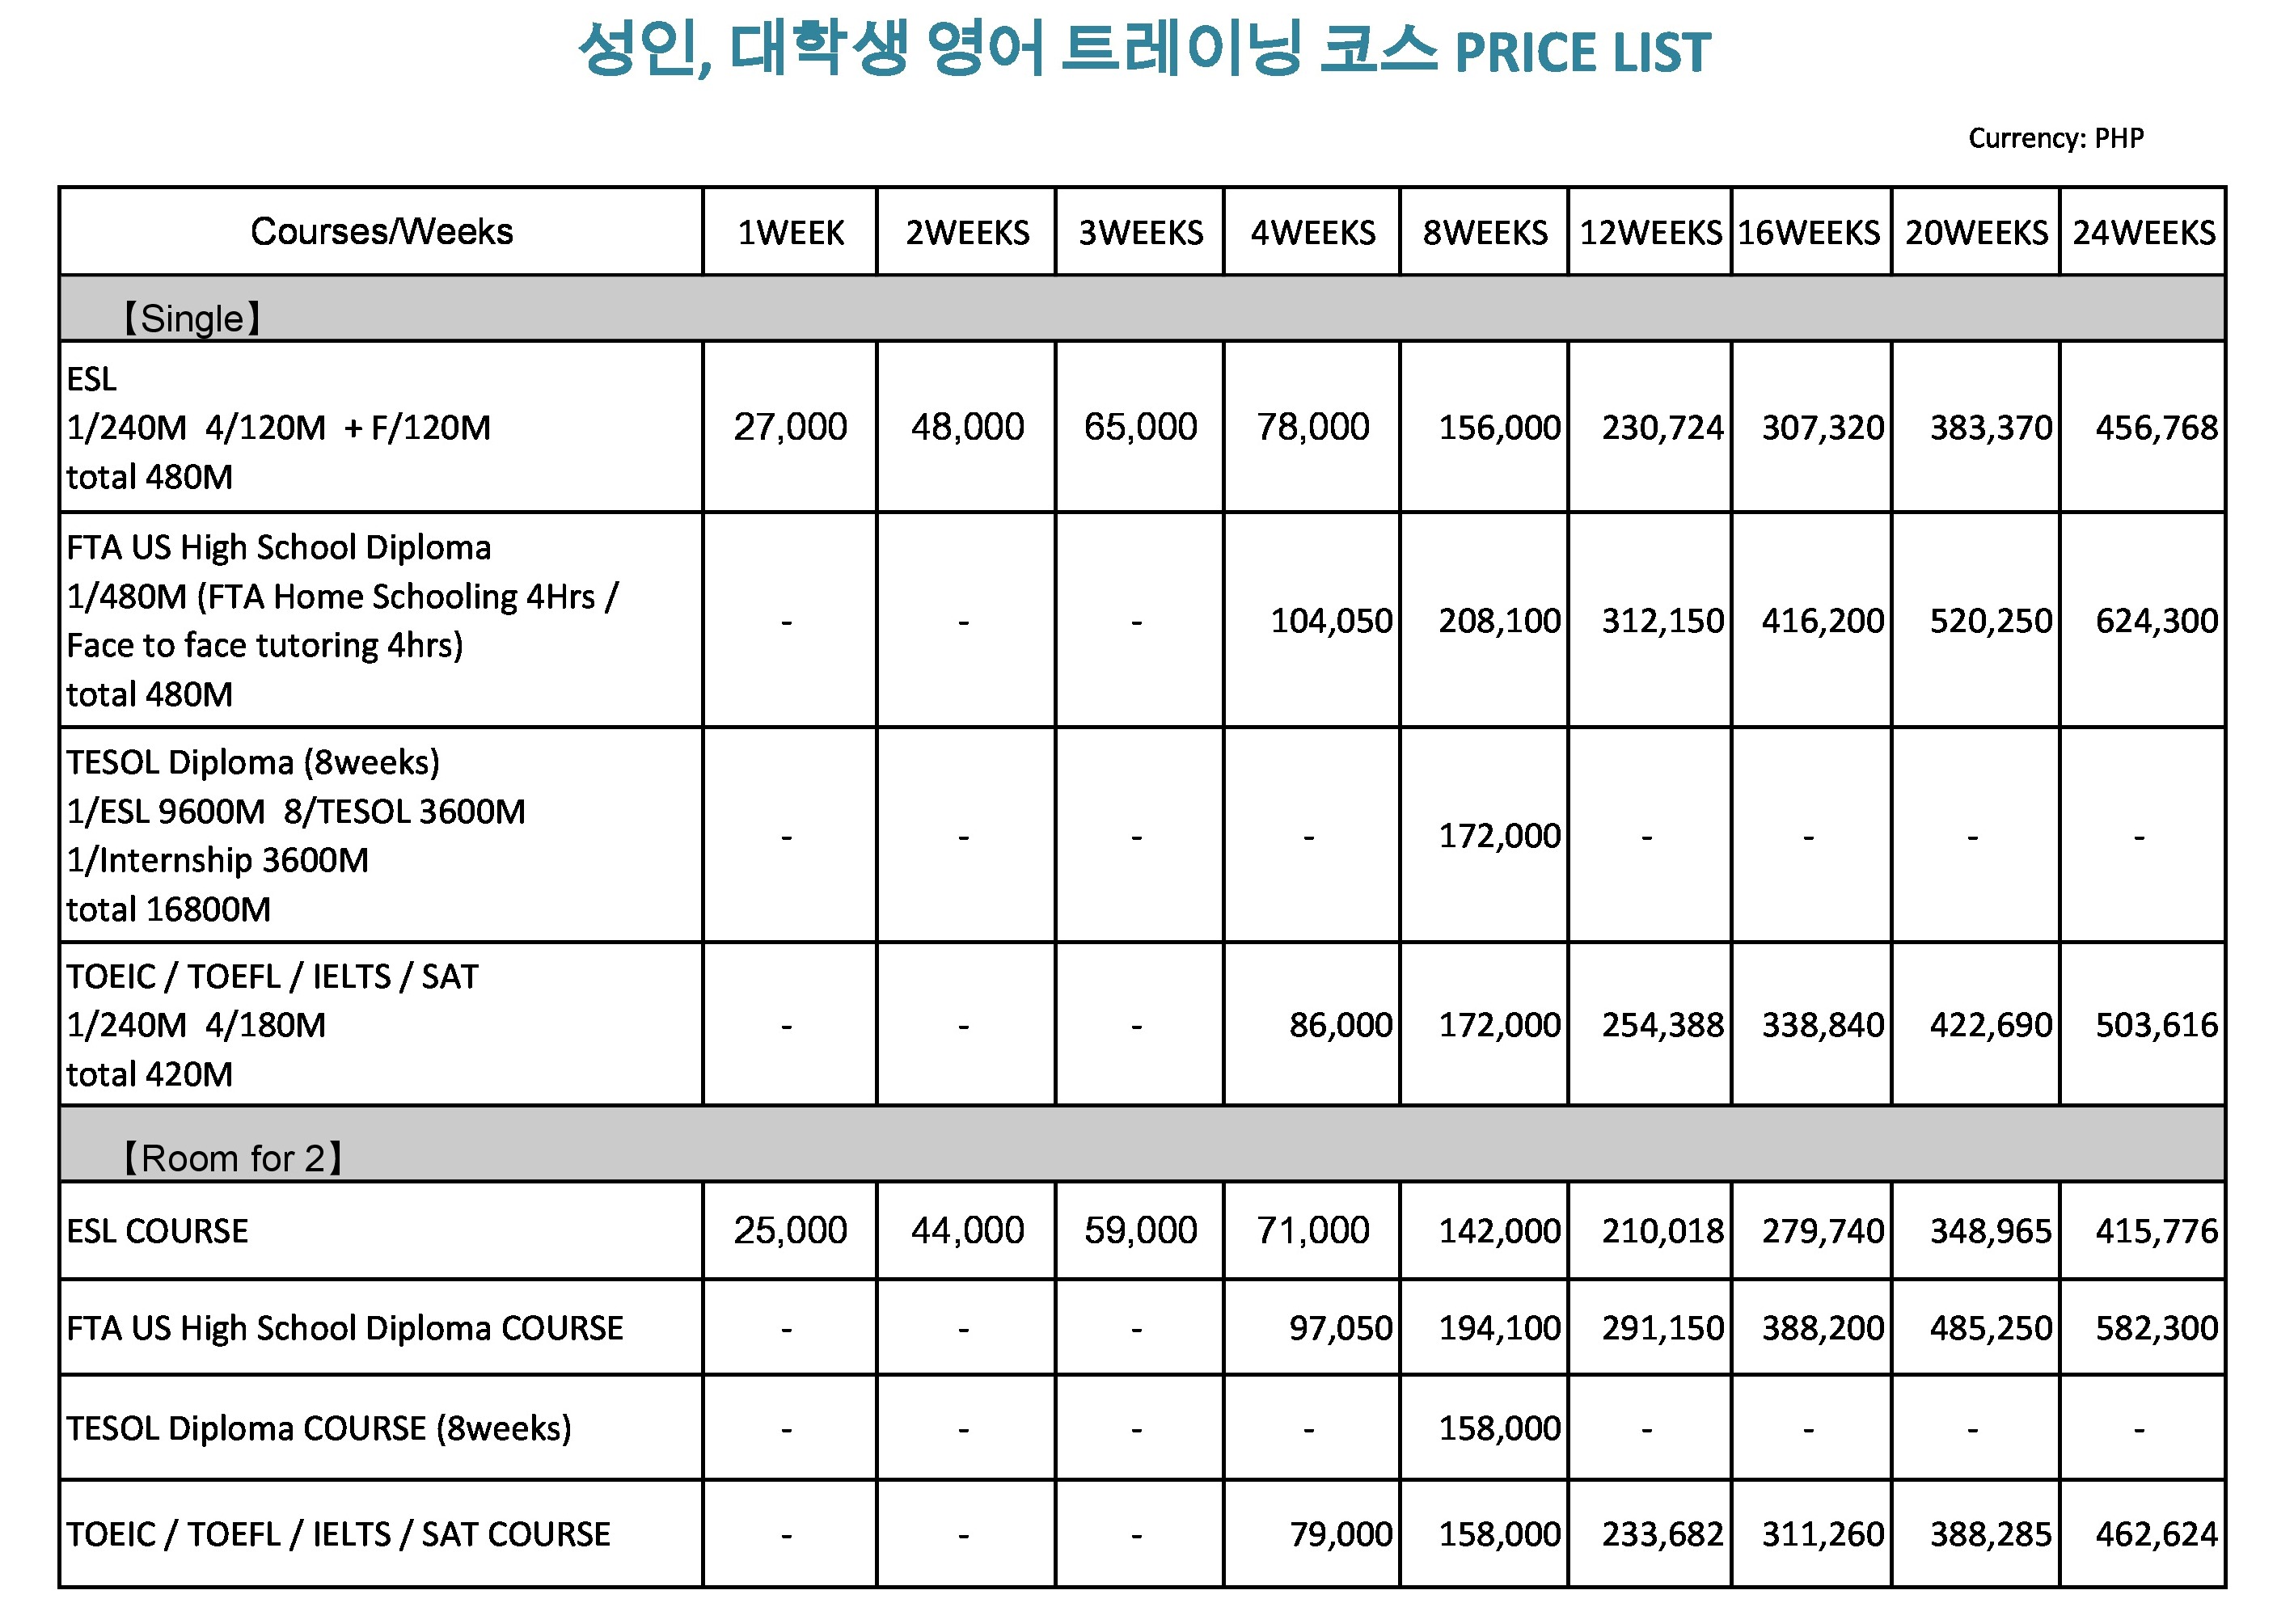 성인, 대학생 영어 트레이닝 코스 PRICE LIST
Currency: PHP
Courses/Weeks 1WEEK 2WEEKS 3WEEKS 4WEEKS 8WEEKS 12WEEKS 16WEEKS 20WEEKS 24WEEKS
【Single】
ESL
1/240M 4/120M + F/120M 27,000 48,000 65,000 78,000 156,000 230,724 307,320 383,370 456,768
total 480M
FTA US High School Diploma
1/480M (FTA Home Schooling 4Hrs /
Face to face tutoring 4hrs) - - - 104,050 208,100 312,150 416,200 520,250 624,300
total 480M
TESOL Diploma (8weeks)
1/ESL 9600M 8/TESOL 3600M - - - - 172,000 - - - -
1/Internship 3600M
total 16800M
TOEIC / TOEFL / IELTS / SAT
1/240M 4/180M - - - 86,000 172,000 254,388 338,840 422,690 503,616
total 420M
【Room for 2】
ESL COURSE 25,000 44,000 59,000 71,000 142,000 210,018 279,740 348,965 415,776
FTA US High School Diploma COURSE - - - 97,050 194,100 291,150 388,200 485,250 582,300
TESOL Diploma COURSE (8weeks) - - - - 158,000 - - - -
TOEIC / TOEFL / IELTS / SAT COURSE - - - 79,000 158,000 233,682 311,260 388,285 462,624